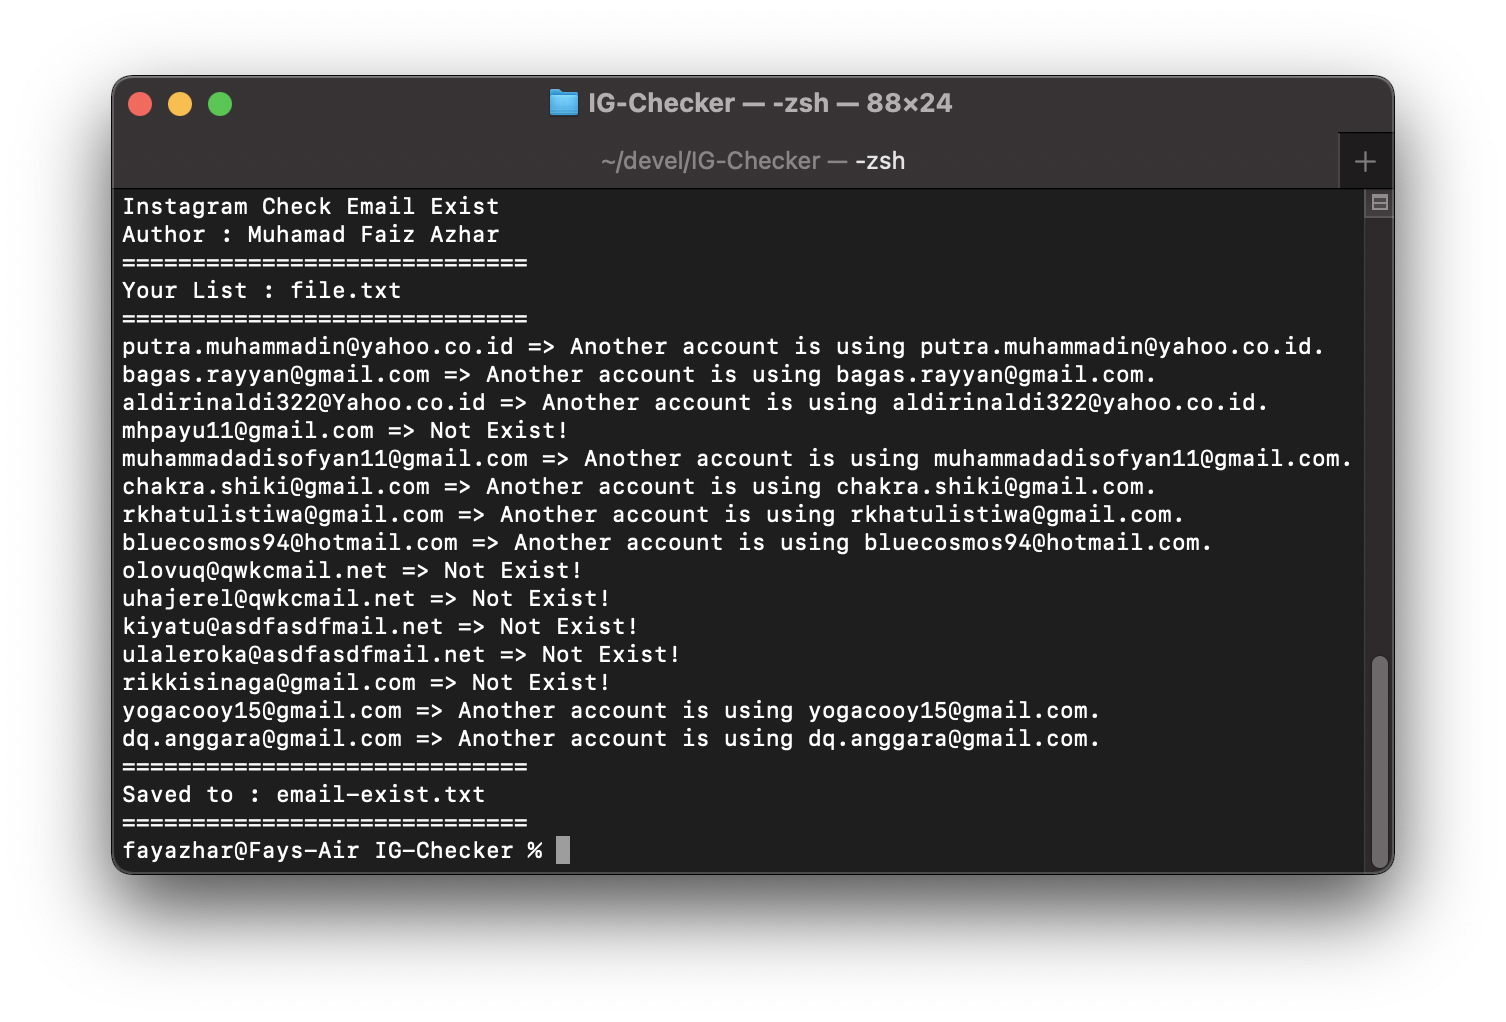 IG-Checker — -zsh — 88×24
~/devel/IG-Checker — -zsh
Instagram Check Email Exist
Author : Muhamad Faiz Azhar
=============================
Your List : file.txt
=============================
putra.muhammadin@yahoo.co.id => Another account is using putra.muhammadin@yahoo.co.id.
bagas.rayyan@gmail.com => Another account is using bagas.rayyan@gmail.com.
aldirinaldi322@Yahoo.co.id => Another account is using aldirinaldi322@yahoo.co.id.
mhpayu11@gmail.com => Not Exist!
muhammadadisofyan11@gmail.com => Another account is using muhammadadisofyan11@gmail.com.
chakra.shiki@gmail.com => Another account is using chakra.shiki@gmail.com.
rkhatulistiwa@gmail.com => Another account is using rkhatulistiwa@gmail.com.
bluecosmos94@hotmail.com => Another account is using bluecosmos94@hotmail.com.
olovuq@qwkcmail.net => Not Exist!
uhajerel@qwkcmail.net => Not Exist!
kiyatu@asdfasdfmail.net => Not Exist!
ulaleroka@asdfasdfmail.net => Not Exist!
rikkisinaga@gmail.com => Not Exist!
yogacooy15@gmail.com => Another account is using yogacooy15@gmail.com.
dq.anggara@gmail.com => Another account is using dq.anggara@gmail.com.
=============================
Saved to : email-exist.txt
=============================
fayazhar@Fays-Air IG-Checker %